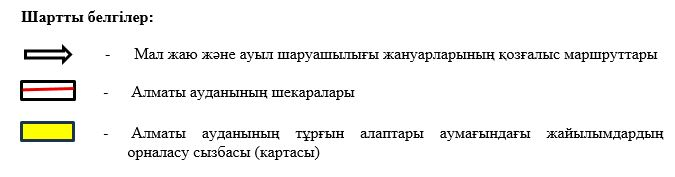 Шартты белгілер:
- Мал жаю және ауыл шаруашылығы жануарларының қозғалыс маршруттары
- Алматы ауданының шекаралары
- Алматы ауданының тұрғын алаптары аумағындағы жайылымдардың
орналасу сызбасы (картасы)